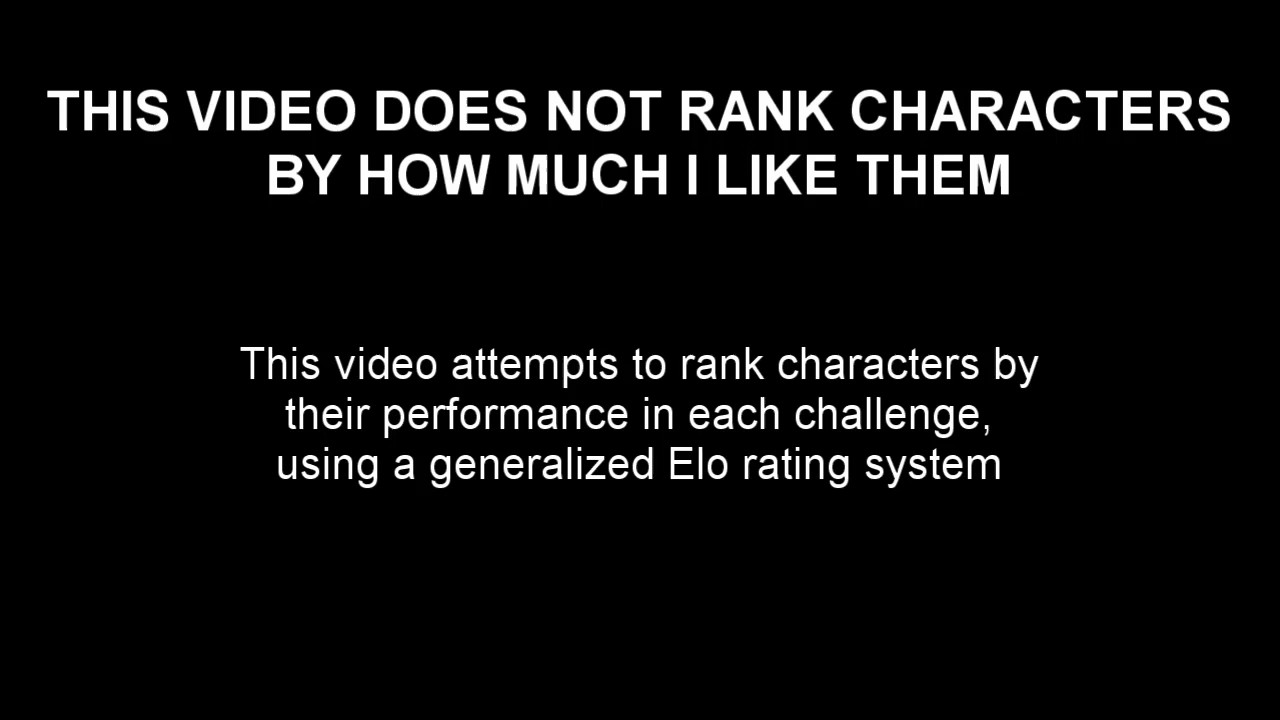 THIS VIDEO DOES NOT RANK CHARACTERS
BY HOW MUCH I LIKE THEM
This video attempts to rank characters by
their performance in each challenge,
using a generalized Elo rating system